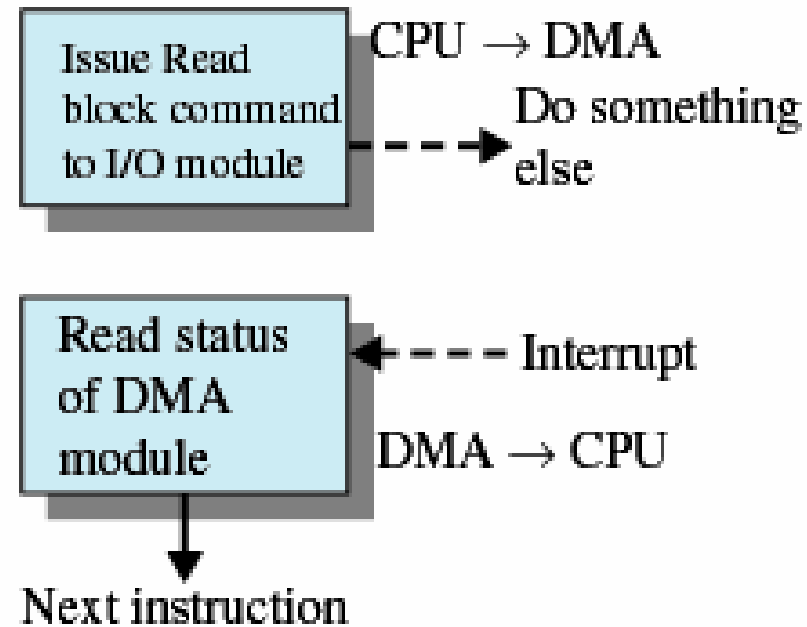 Issue Read
block command
to I/O module
CPU → DMA
Do something
else
Read status
of DMA
module
Interrupt
DMA → CPU
Next instruction